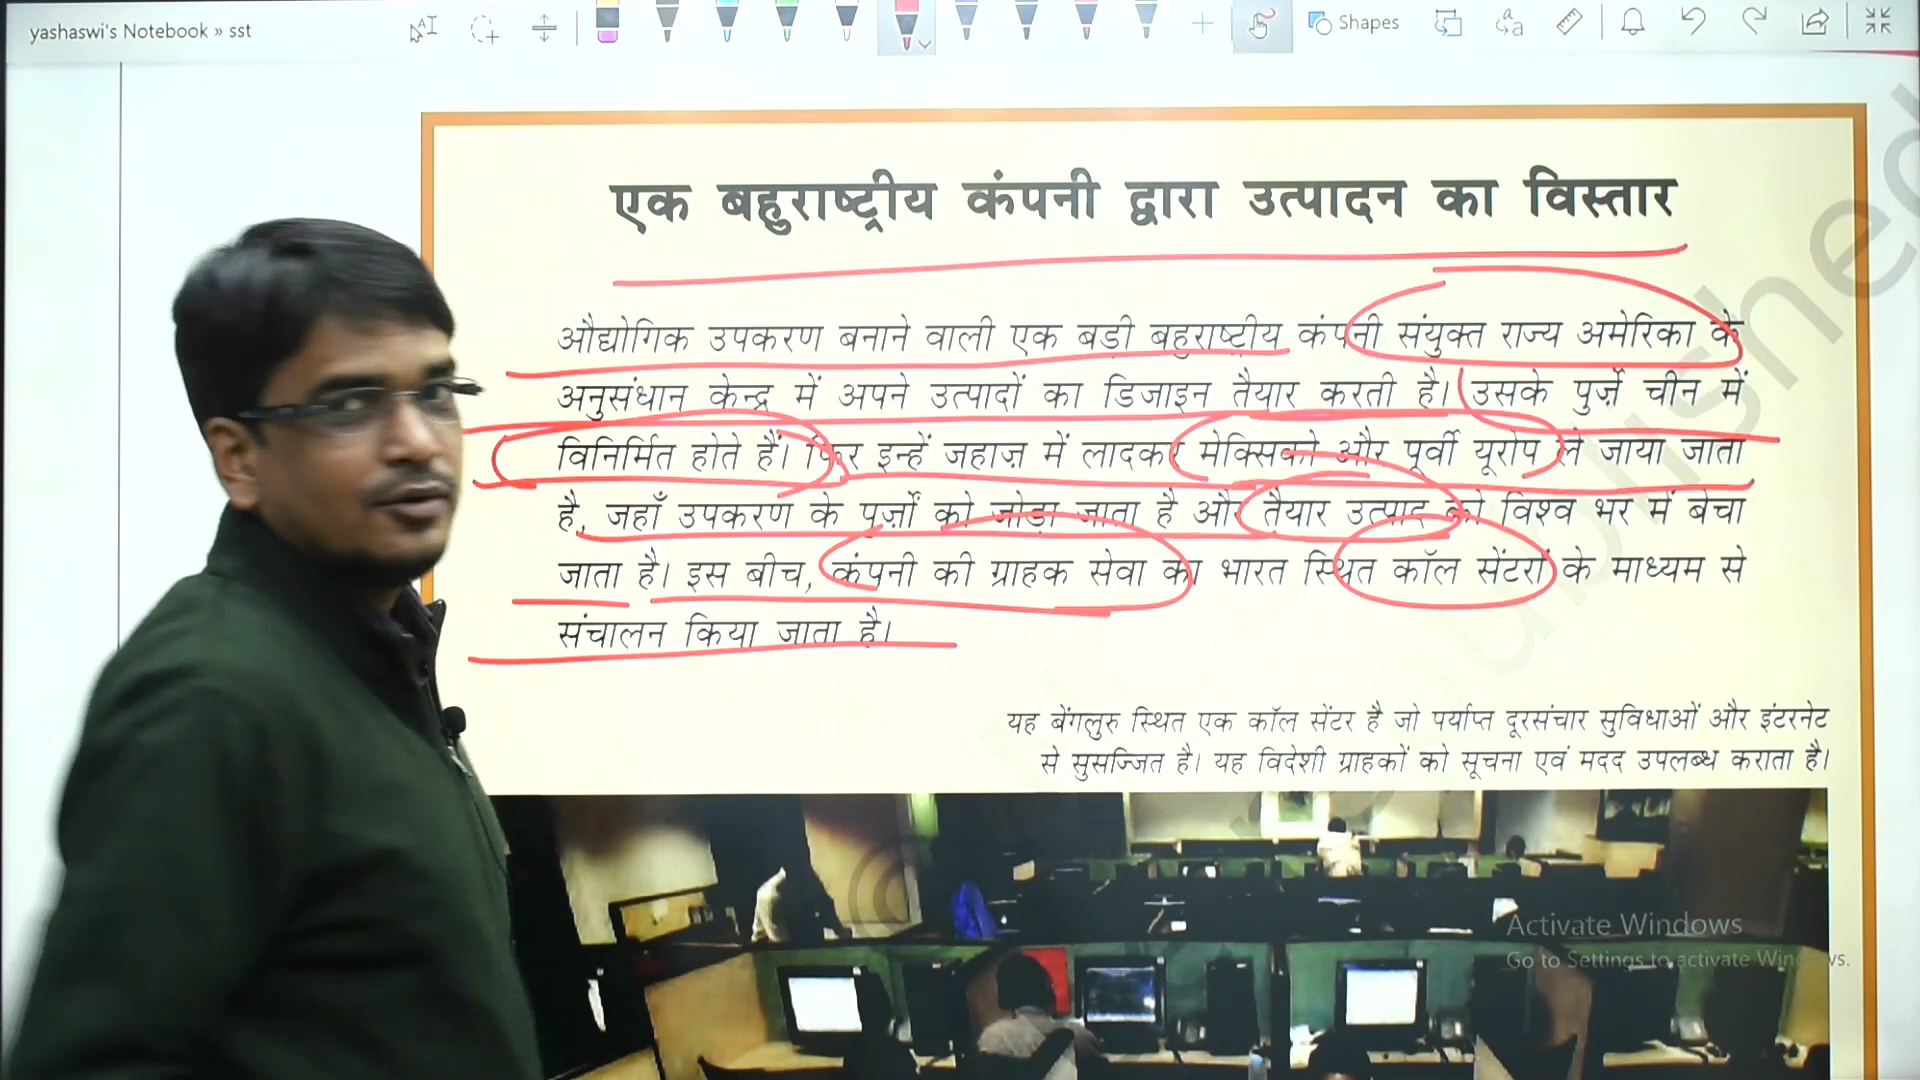 yashaswi's Notebook » sst
Shapes
एक बहुराष्ट्रीय कंपनी द्वारा उत्पादन का विस्तार
औद्योगिक उपकरण बनाने वाली एक बड़ी बहुराष्ट्रीय कंपनी संयुक्त राज्य अमेरिका के
अनुसंधान केन्द्र में अपने उत्पादों का डिजाइन तैयार करती है। उसके पुर्ज़े चीन में
विनिर्मित होते हैं। फिर इन्हें जहाज़ में लादकर मेक्सिको और पूर्वी यूरोप ले जाया जाता
है, जहाँ उपकरण के पुर्ज़ों को जोड़ा जाता है और तैयार उत्पाद को विश्व भर में बेचा
जाता है। इस बीच, कंपनी की ग्राहक सेवा का भारत स्थित कॉल सेंटरों के माध्यम से
संचालन किया जाता है।
यह बेंगलुरु स्थित एक कॉल सेंटर है जो पर्याप्त दूरसंचार सुविधाओं और इंटरनेट
से सुसज्जित है। यह विदेशी ग्राहकों को सूचना एवं मदद उपलब्ध कराता है।
Activate Windows
Go to Settings to activate Windows.